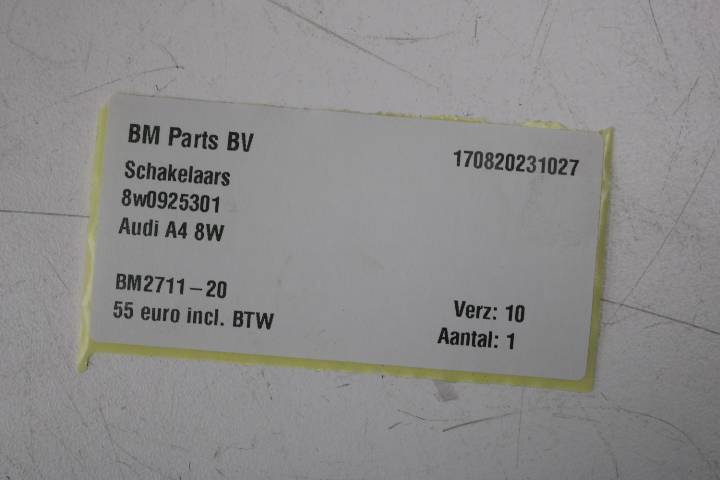 BM Parts BV
170820231027
Schakelaars
8w0925301
Audi A4 8W
BM2711-20
55 euro incl. BTW
Verz: 10
Aantal: 1